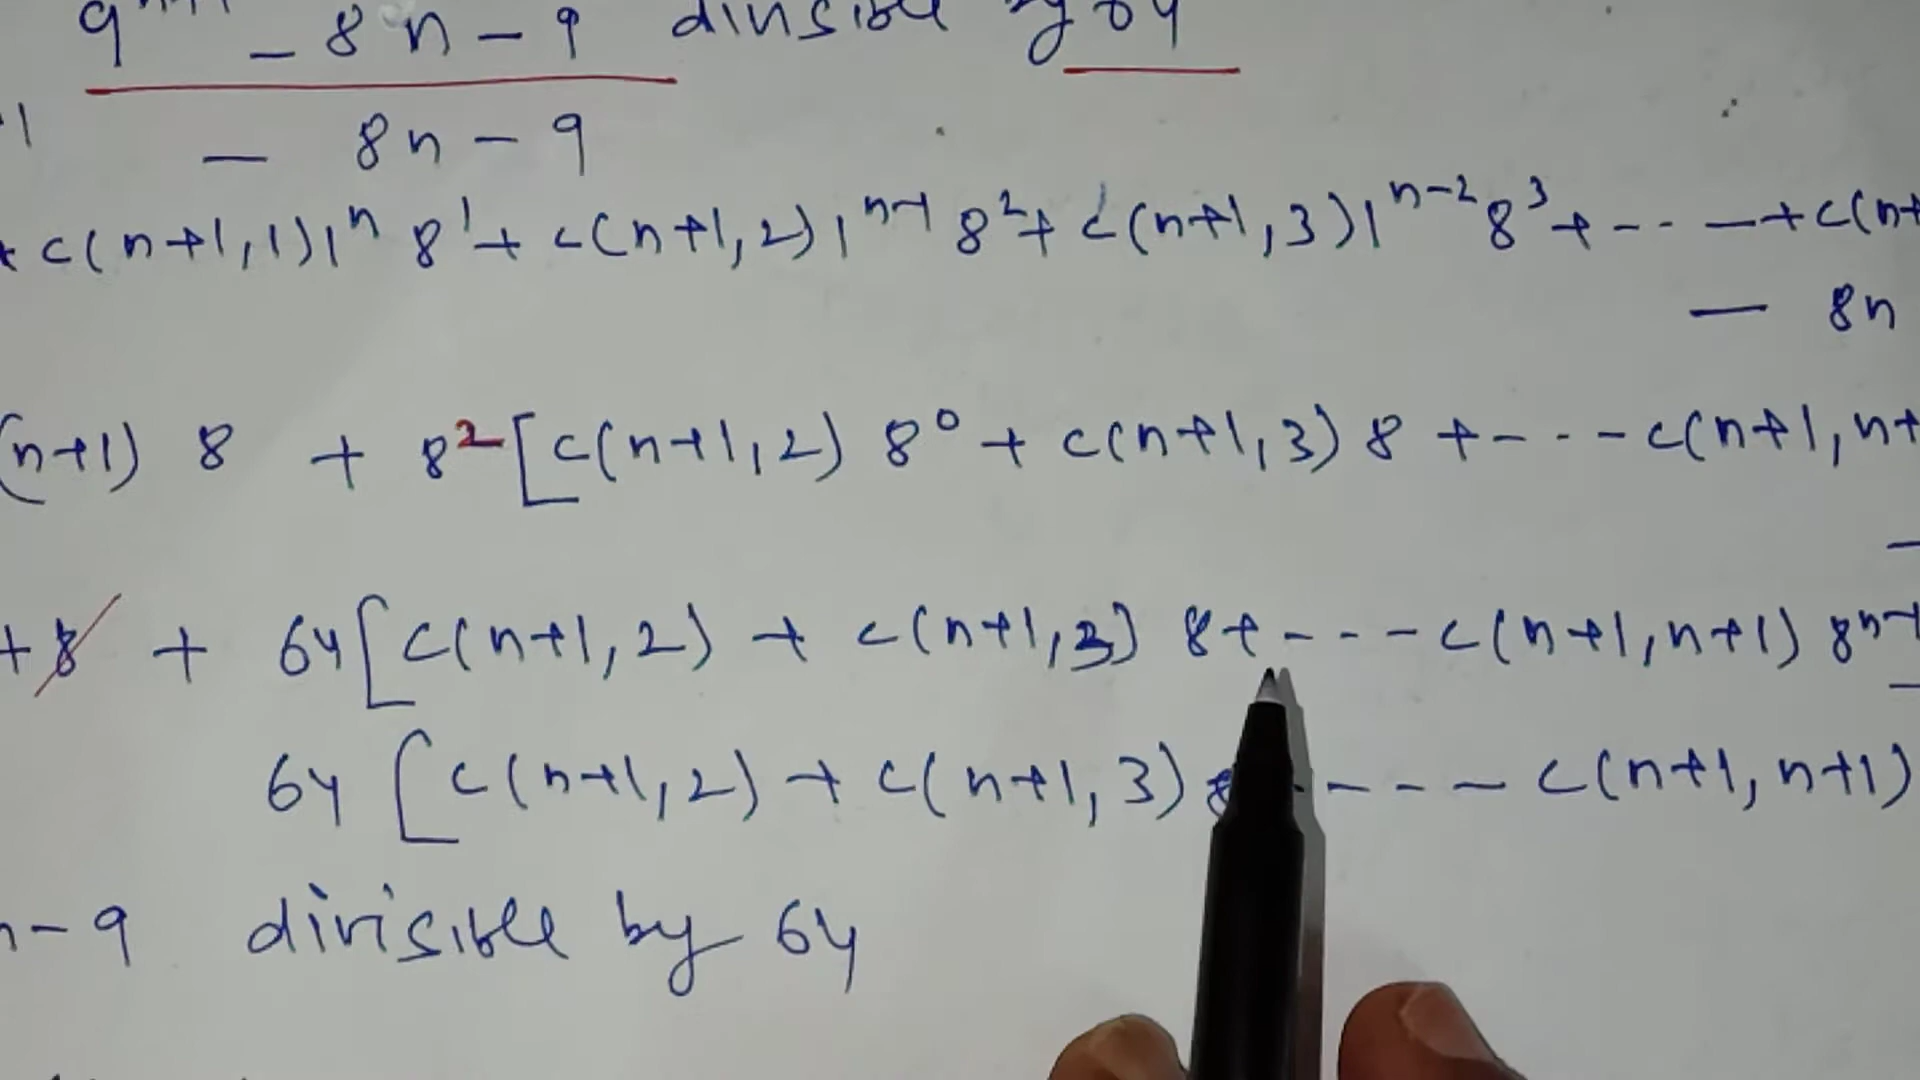 9ⁿ⁺¹ - 8n - 9 divisible by 64
- 8n - 9
+ c(n+1,1)1ⁿ 8¹ + c(n+1,2)1ⁿ⁻¹ 8² + c(n+1,3)1ⁿ⁻² 8³ + --- + c(n+
- 8n
(n+1) 8 + 8² [c(n+1,2) 8⁰ + c(n+1,3) 8 + ---- c(n+1,n+
+8 + 64 [c(n+1,2) + c(n+1,3) 8 + ---- c(n+1,n+1) 8ⁿ⁻
64 [c(n+1,2) + c(n+1,3) ---- c(n+1,n+1)
n-9 divisible by 64